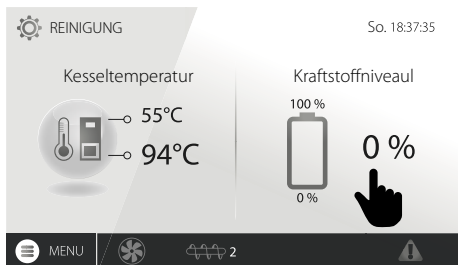 REINIGUNG
So. 18:37:35
Kesseltemperatur
Kraftstoffniveaul
100 %
55°C
94°C
0 %
0 %
MENU
2